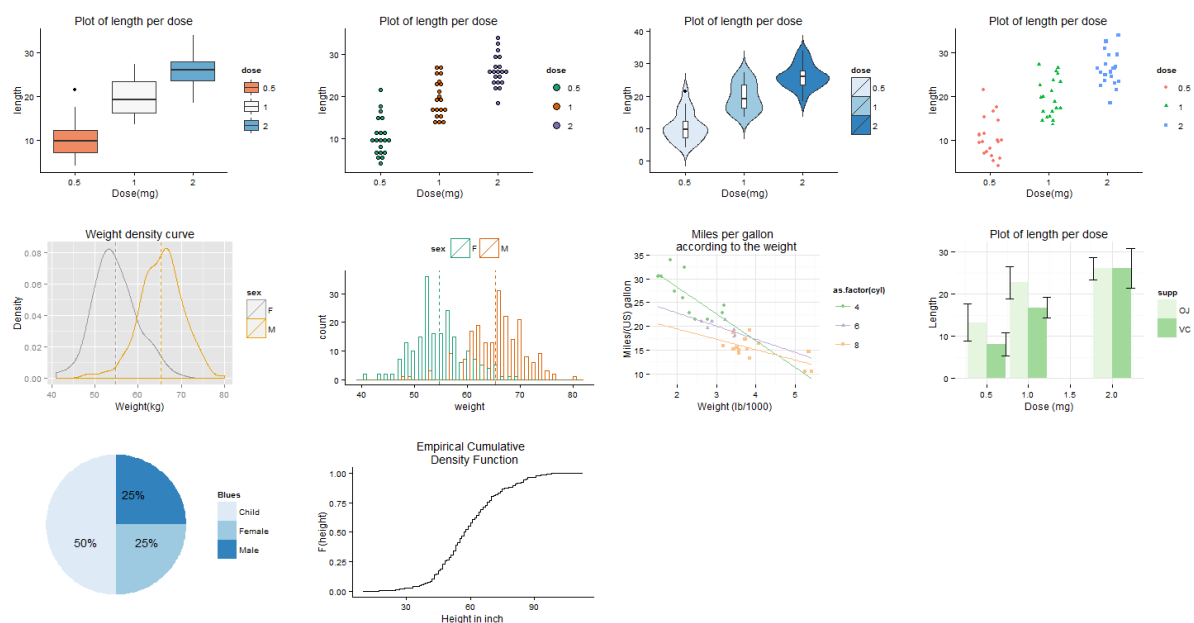 Plot of length per dose
length
30
20
10
0.5
1
2
Dose(mg)
dose
0.5
1
2
Plot of length per dose
length
30
20
10
0.5
1
2
Dose(mg)
dose
0.5
1
2
Plot of length per dose
length
40
30
20
10
0
0.5
1
2
Dose(mg)
dose
0.5
1
2
Plot of length per dose
length
30
20
10
0.5
1
2
Dose(mg)
dose
0.5
1
2
Weight density curve
Density
0.08
0.06
0.04
0.02
0.00
40
50
60
70
80
Weight(kg)
sex
F
M
sex
F
M
count
30
20
10
0
40
50
60
70
80
weight
Miles per gallon
according to the weight
Miles/(US) gallon
35
30
25
20
15
10
2
3
4
5
Weight (lb/1000)
as.factor(cyl)
4
6
8
Plot of length per dose
Length
30
20
10
0
0.5
1.0
1.5
2.0
Dose (mg)
supp
OJ
VC
50%
25%
25%
Blues
Child
Female
Male
Empirical Cumulative
Density Function
F(height)
1.00
0.75
0.50
0.25
0.00
30
60
90
Height in inch